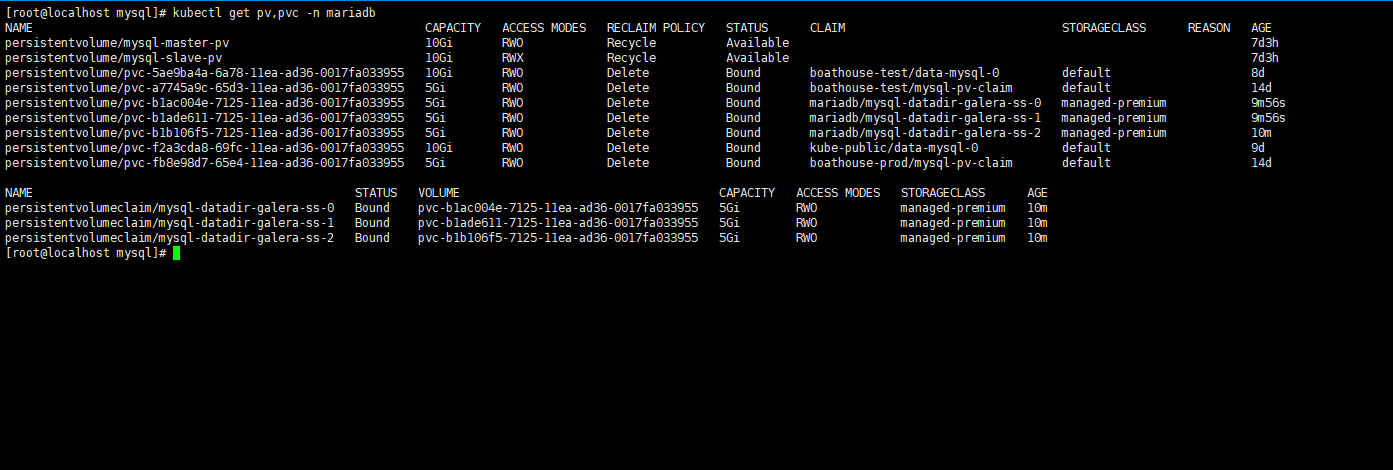 [root@localhost mysql]# kubectl get pv,pvc -n mariadb
NAME CAPACITY ACCESS MODES RECLAIM POLICY STATUS CLAIM STORAGECLASS REASON AGE
persistentvolume/mysql-master-pv 10Gi RWO Recycle Available 7d3h
persistentvolume/mysql-slave-pv 10Gi RWX Recycle Available 7d3h
persistentvolume/pvc-5ae9ba4a-6a78-11ea-ad36-0017fa033955 10Gi RWO Delete Bound boathouse-test/data-mysql-0 default 8d
persistentvolume/pvc-a7745a9c-65d3-11ea-ad36-0017fa033955 5Gi RWO Delete Bound boathouse-test/mysql-pv-claim default 14d
persistentvolume/pvc-b1ac004e-7125-11ea-ad36-0017fa033955 5Gi RWO Delete Bound mariadb/mysql-datadir-galera-ss-0 managed-premium 9m56s
persistentvolume/pvc-b1ade611-7125-11ea-ad36-0017fa033955 5Gi RWO Delete Bound mariadb/mysql-datadir-galera-ss-1 managed-premium 9m56s
persistentvolume/pvc-b1b106f5-7125-11ea-ad36-0017fa033955 5Gi RWO Delete Bound mariadb/mysql-datadir-galera-ss-2 managed-premium 10m
persistentvolume/pvc-f2a3cda8-69fc-11ea-ad36-0017fa033955 10Gi RWO Delete Bound kube-public/data-mysql-0 default 9d
persistentvolume/pvc-fb8e98d7-65e4-11ea-ad36-0017fa033955 5Gi RWO Delete Bound boathouse-prod/mysql-pv-claim default 14d
NAME STATUS VOLUME CAPACITY ACCESS MODES STORAGECLASS AGE
persistentvolumeclaim/mysql-datadir-galera-ss-0 Bound pvc-b1ac004e-7125-11ea-ad36-0017fa033955 5Gi RWO managed-premium 10m
persistentvolumeclaim/mysql-datadir-galera-ss-1 Bound pvc-b1ade611-7125-11ea-ad36-0017fa033955 5Gi RWO managed-premium 10m
persistentvolumeclaim/mysql-datadir-galera-ss-2 Bound pvc-b1b106f5-7125-11ea-ad36-0017fa033955 5Gi RWO managed-premium 10m
[root@localhost mysql]#